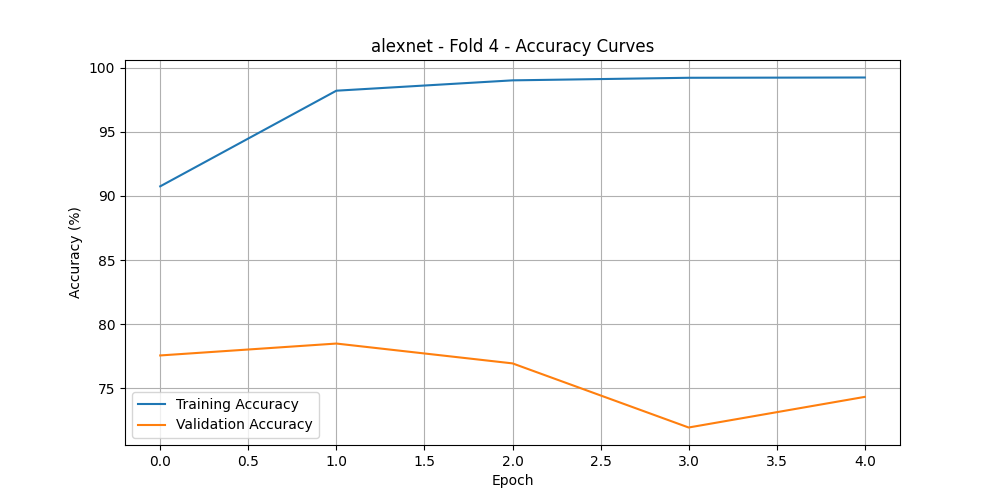 alexnet - Fold 4 - Accuracy Curves
Accuracy (%)
100
95
90
85
80
75
Training Accuracy
Validation Accuracy
0.0 0.5 1.0 1.5 2.0 2.5 3.0 3.5 4.0
Epoch